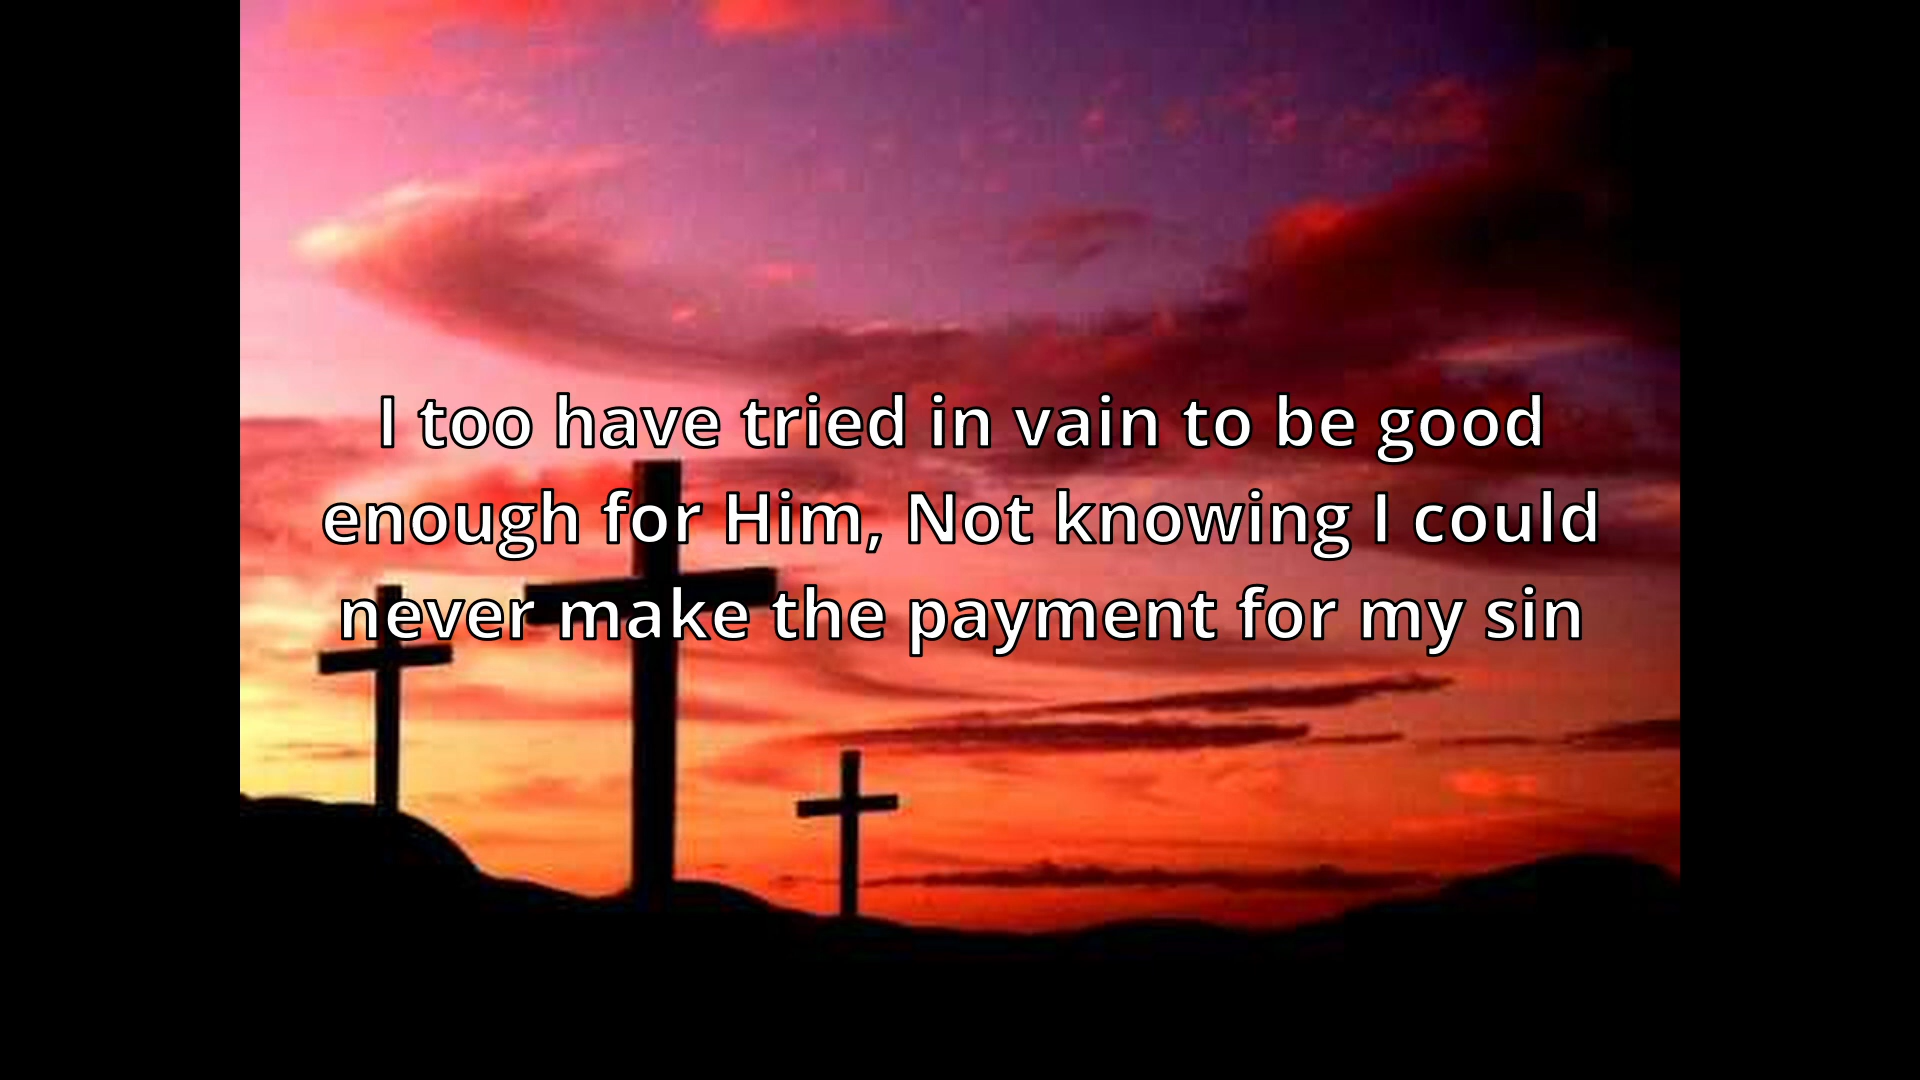 I too have tried in vain to be good
enough for Him, Not knowing I could
never make the payment for my sin